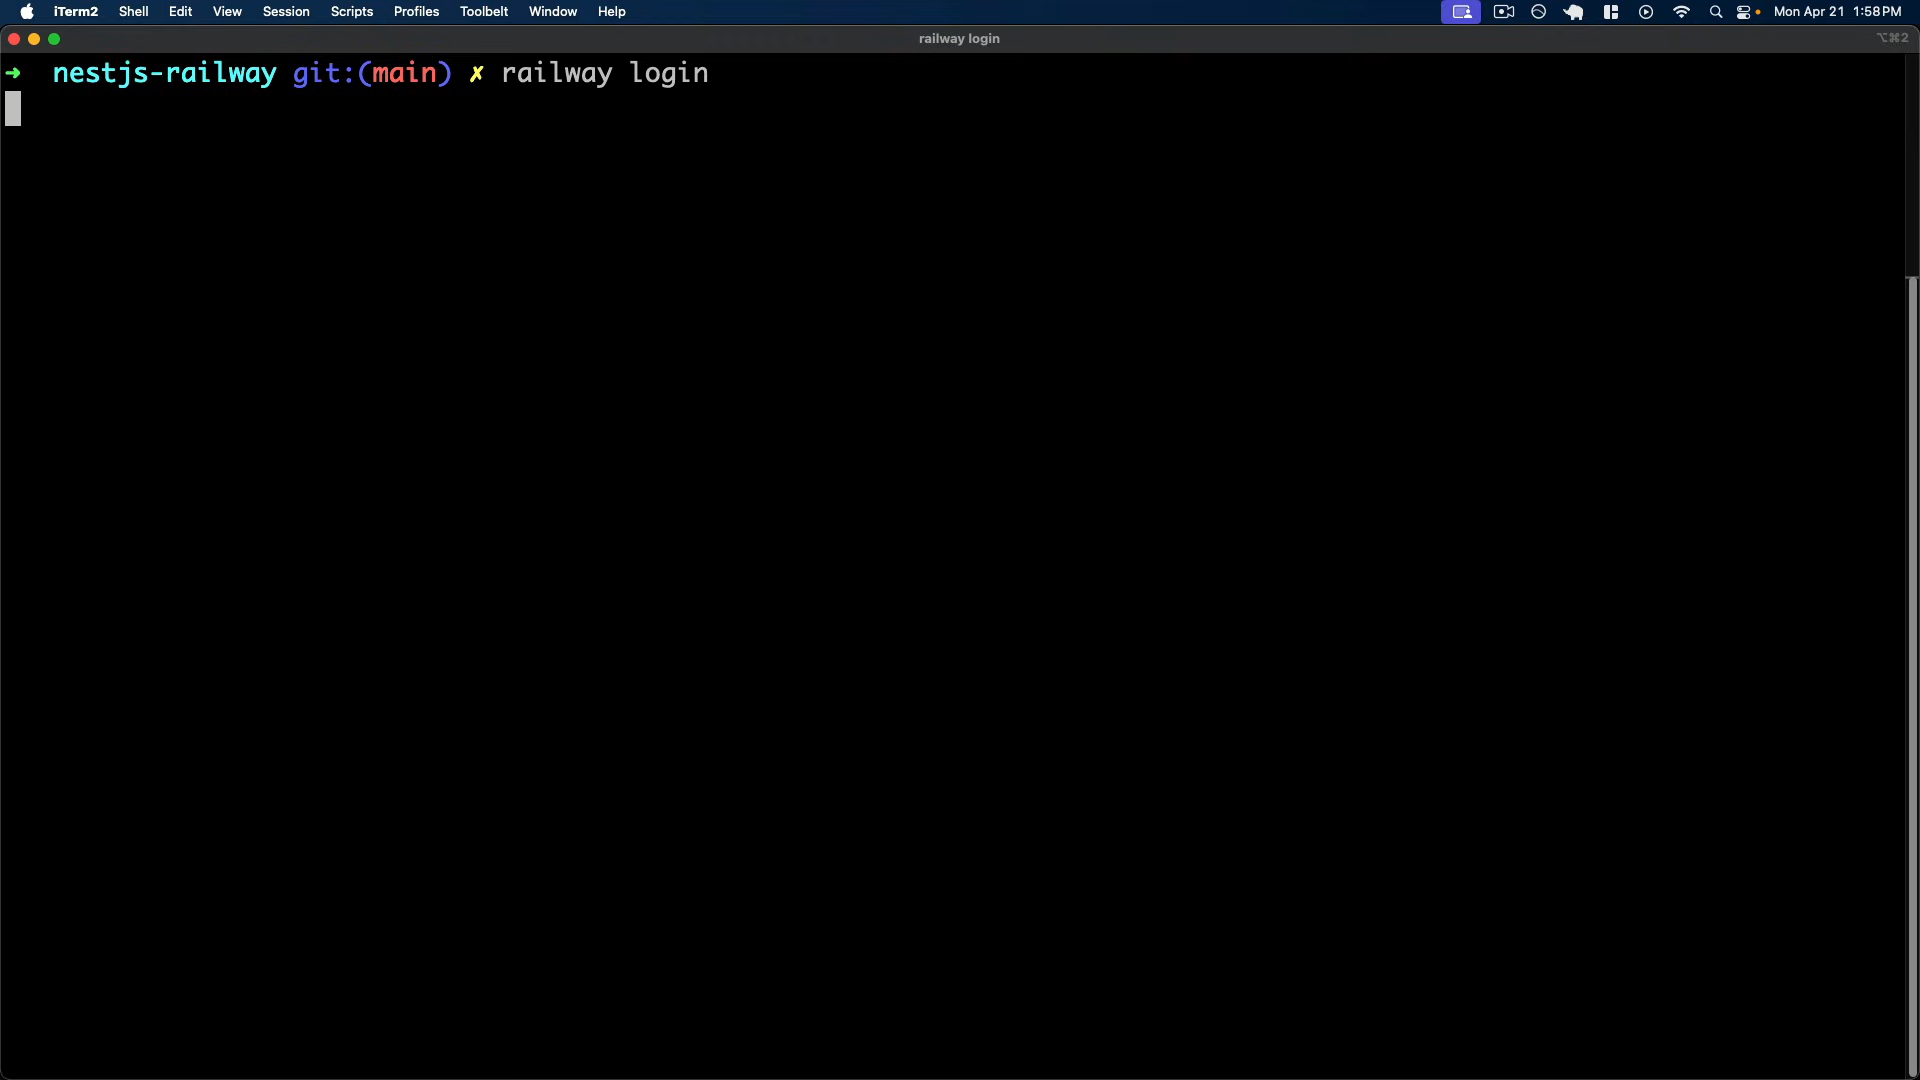 iTerm2 Shell Edit View Session Scripts Profiles Toolbelt Window Help Mon Apr 21 1:58 PM
railway login ⌥⌘2
➜ nestjs-railway git:(main) ✗ railway login